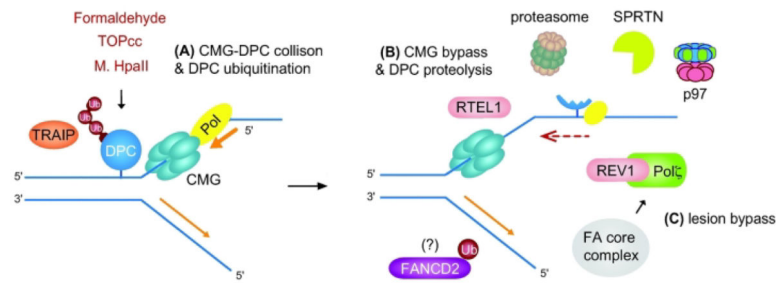 Formaldehyde
TOPcc
M. HpaII
(A) CMG-DPC collison
& DPC ubiquitination
Ub
Ub
Ub
TRAIP
DPC
Pol
5'
CMG
5'
3'
5'
(B) CMG bypass
& DPC proteolysis
proteasome
SPRTN
p97
RTEL1
5'
5'
3'
REV1
Polζ
(C) lesion bypass
FA core
complex
(?)
Ub
FANCD2
5'